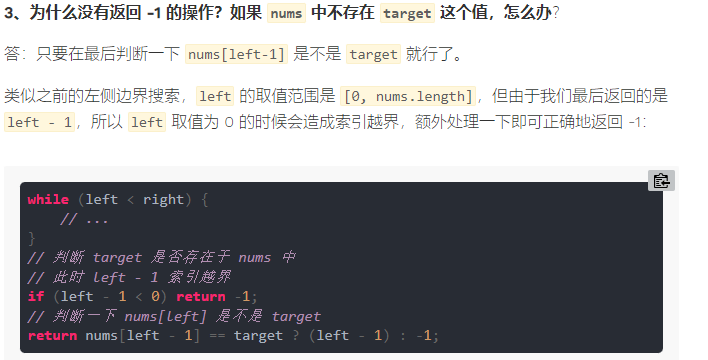 3、为什么没有返回 -1 的操作？如果 nums 中不存在 target 这个值，怎么办？
答：只要在最后判断一下 nums[left-1] 是不是 target 就行了。
类似之前的左侧边界搜索，left 的取值范围是 [0, nums.length]，但由于我们最后返回的是
left - 1，所以 left 取值为 0 的时候会造成索引越界，额外处理一下即可正确地返回 -1：
while (left < right) {
// ...
}
// 判断 target 是否存在于 nums 中
// 此时 left - 1 索引越界
if (left - 1 < 0) return -1;
// 判断一下 nums[left] 是不是 target
return nums[left - 1] == target ? (left - 1) : -1;